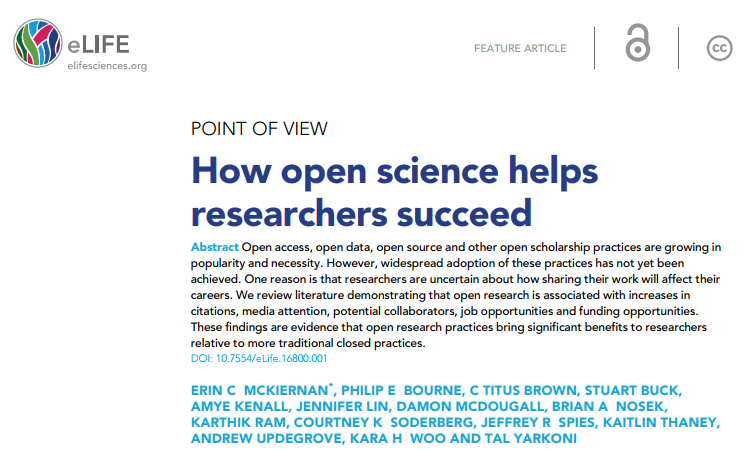 eLIFE
elifesciences.org
FEATURE ARTICLE
cc
POINT OF VIEW
How open science helps
researchers succeed
Abstract Open access, open data, open source and other open scholarship practices are growing in
popularity and necessity. However, widespread adoption of these practices has not yet been
achieved. One reason is that researchers are uncertain about how sharing their work will affect their
careers. We review literature demonstrating that open research is associated with increases in
citations, media attention, potential collaborators, job opportunities and funding opportunities.
These findings are evidence that open research practices bring significant benefits to researchers
relative to more traditional closed practices.
DOI: 10.7554/eLife.16800.001
ERIN C MCKIERNAN*, PHILIP E BOURNE, C TITUS BROWN, STUART BUCK,
AMYE KENALL, JENNIFER LIN, DAMON MCDOUGALL, BRIAN A NOSEK,
KARTHIK RAM, COURTNEY K SODERBERG, JEFFREY R SPIES, KAITLIN THANEY,
ANDREW UPDEGROVE, KARA H WOO AND TAL YARKONI